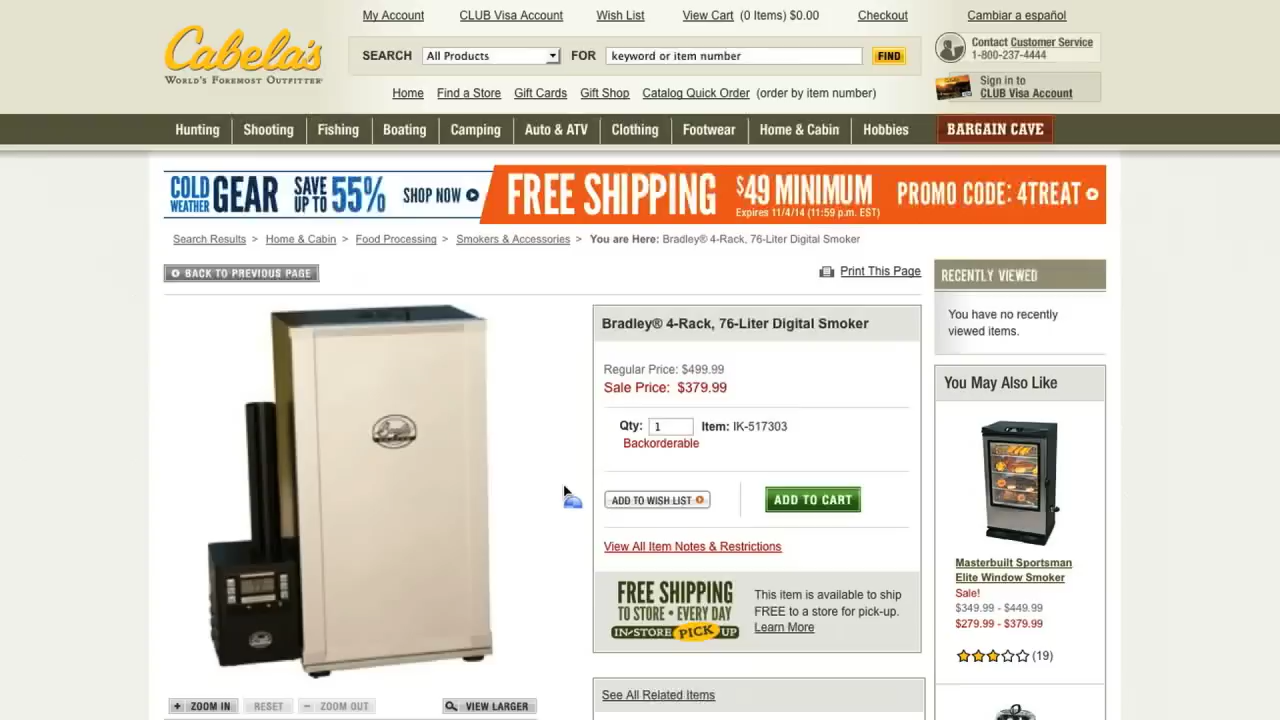 My Account CLUB Visa Account Wish List View Cart (0 Items) $0.00 Checkout Cambiar a español
Cabela's
WORLD'S FOREMOST OUTFITTER
SEARCH All Products FOR keyword or item number FIND
Contact Customer Service
1-800-237-4444
Home Find a Store Gift Cards Gift Shop Catalog Quick Order (order by item number)
Sign in to
CLUB Visa Account
Hunting Shooting Fishing Boating Camping Auto & ATV Clothing Footwear Home & Cabin Hobbies BARGAIN CAVE
COLD WEATHER GEAR SAVE UP TO 55% SHOP NOW
FREE SHIPPING $49 MINIMUM PROMO CODE: 4TREAT
Expires 11/4/14 (11:59 p.m. EST)
Search Results > Home & Cabin > Food Processing > Smokers & Accessories > You are Here: Bradley® 4-Rack, 76-Liter Digital Smoker
BACK TO PREVIOUS PAGE
Print This Page
Bradley® 4-Rack, 76-Liter Digital Smoker
Regular Price: $499.99
Sale Price: $379.99
Qty: 1 Item: IK-517303
Backorderable
ADD TO WISH LIST ADD TO CART
View All Item Notes & Restrictions
FREE SHIPPING
TO STORE • EVERY DAY
IN-STORE PICK UP
This item is available to ship
FREE to a store for pick-up.
Learn More
See All Related Items
ZOOM IN RESET ZOOM OUT VIEW LARGER
RECENTLY VIEWED
You have no recently
viewed items.
You May Also Like
Masterbuilt Sportsman
Elite Window Smoker
Sale!
$349.99 - $449.99
$279.99 - $379.99
(19)